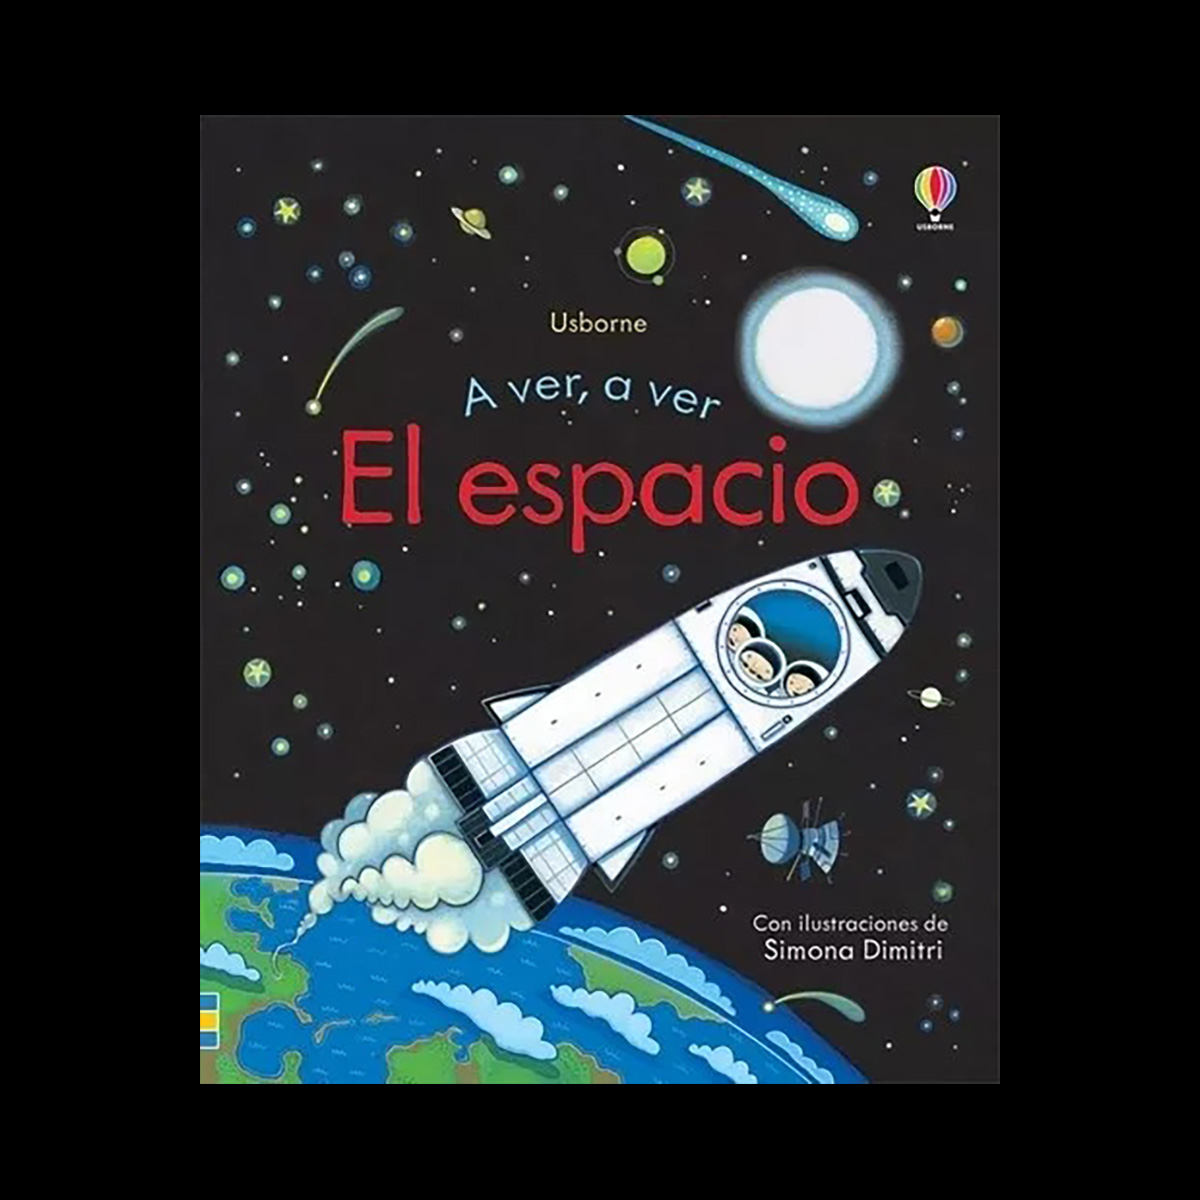 USBORNE
Usborne
A ver, a ver
El espacio
Con ilustraciones de
Simona Dimitri